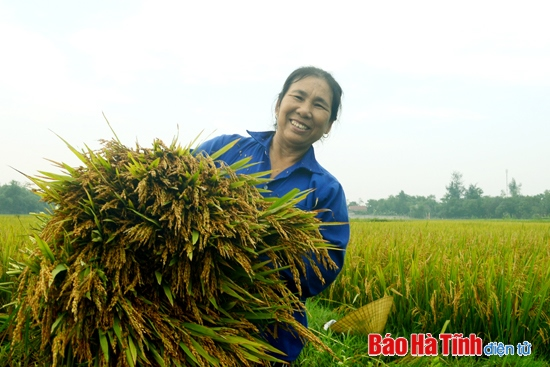 Báo Hà Tĩnh điện tử